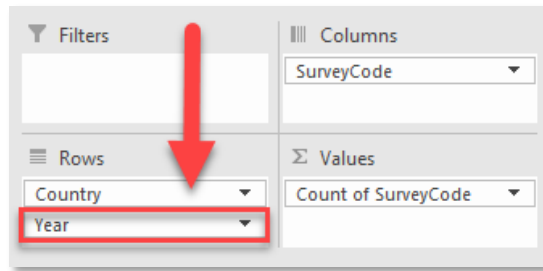 Filters
Columns
SurveyCode
Rows
Σ Values
Country
Count of SurveyCode
Year